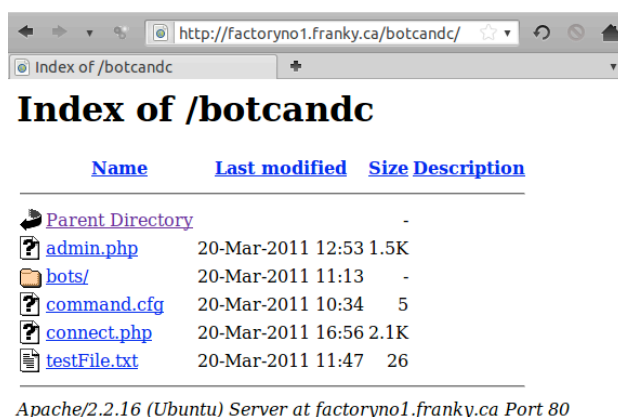 http://factoryno1.franky.ca/botcandc/
Index of /botcandc
Index of /botcandc
Name Last modified Size Description
Parent Directory -
admin.php 20-Mar-2011 12:53 1.5K
bots/ 20-Mar-2011 11:13 -
command.cfg 20-Mar-2011 10:34 5
connect.php 20-Mar-2011 16:56 2.1K
testFile.txt 20-Mar-2011 11:47 26
Apache/2.2.16 (Ubuntu) Server at factoryno1.franky.ca Port 80